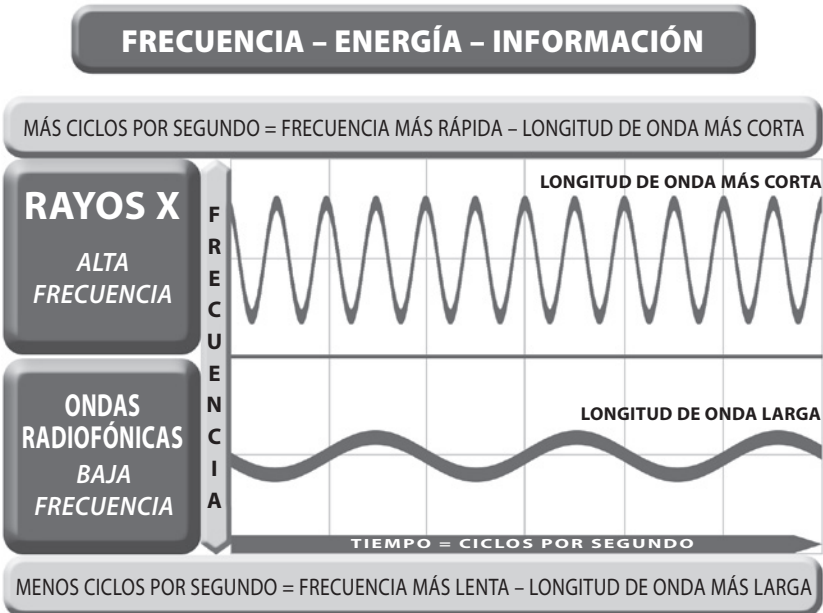 FRECUENCIA – ENERGÍA – INFORMACIÓN
MÁS CICLOS POR SEGUNDO = FRECUENCIA MÁS RÁPIDA – LONGITUD DE ONDA MÁS CORTA
RAYOS X
ALTA
FRECUENCIA
FRECUENCIA
LONGITUD DE ONDA MÁS CORTA
ONDAS
RADIOFÓNICAS
BAJA
FRECUENCIA
LONGITUD DE ONDA LARGA
TIEMPO = CICLOS POR SEGUNDO
MENOS CICLOS POR SEGUNDO = FRECUENCIA MÁS LENTA – LONGITUD DE ONDA MÁS LARGA